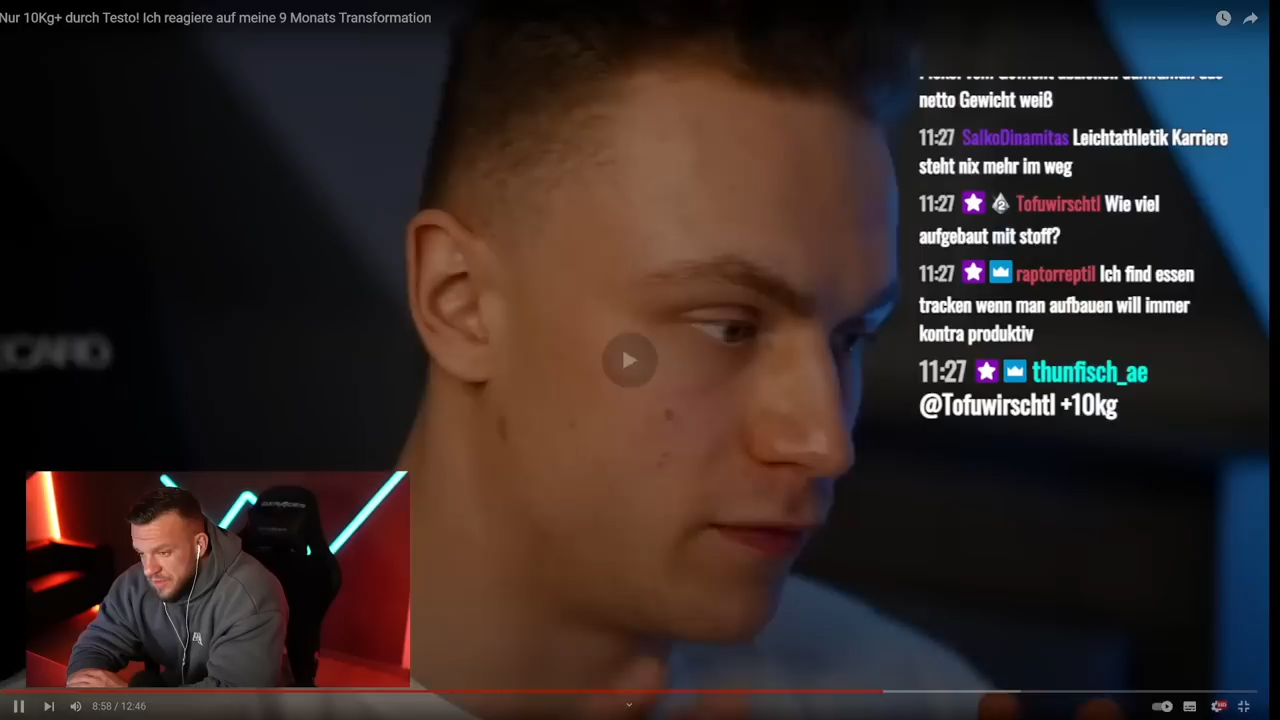 Nur 10Kg+ durch Testo! Ich reagiere auf meine 9 Monats Transformation
netto Gewicht weiß
11:27 SalkoDinamitas Leichtathletik Karriere
steht nix mehr im weg
11:27 2 Tofuwirschtl Wie viel
aufgebaut mit stoff?
11:27 raptorreptil Ich find essen
tracken wenn man aufbauen will immer
kontra produktiv
11:27 thunfisch_ae
@Tofuwirschtl +10kg
8:58 / 12:46